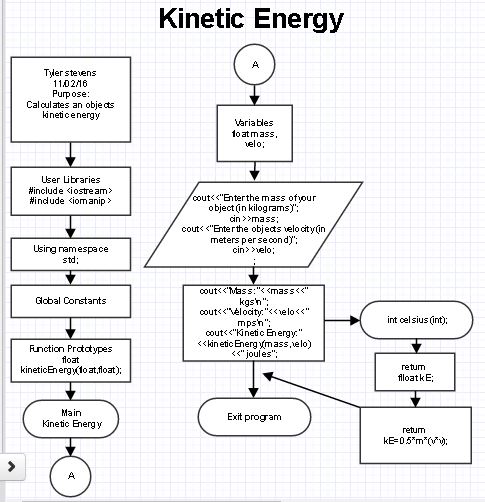 Kinetic Energy
Tyler stevens
11/02/16
Purpose:
Calculates an objects
kinetic energy
User Libraries
#include <iostream>
#include <iomanip>
Using namespace
std;
Global Constants
Function Prototypes
float
kineticEnergy(float,float);
Main
Kinetic Energy
A
A
Variables
float mass,
velo;
cout<<"Enter the mass of your
object (in kilograms)";
cin>>mass;
cout<<"Enter the objects velocity(in
meters per second)";
cin>>velo;
;
cout<<"Mass:"<<mass<<"
kgs\n";
cout<<"Velocity:"<<velo<<"
mps\n";
cout<<"Kinetic Energy:"
<<kineticEnergy(mass,velo)
<<" joules";
Exit program
int celsius(int);
return
flloat kE;
return
kE=0.5*m*(v*v);